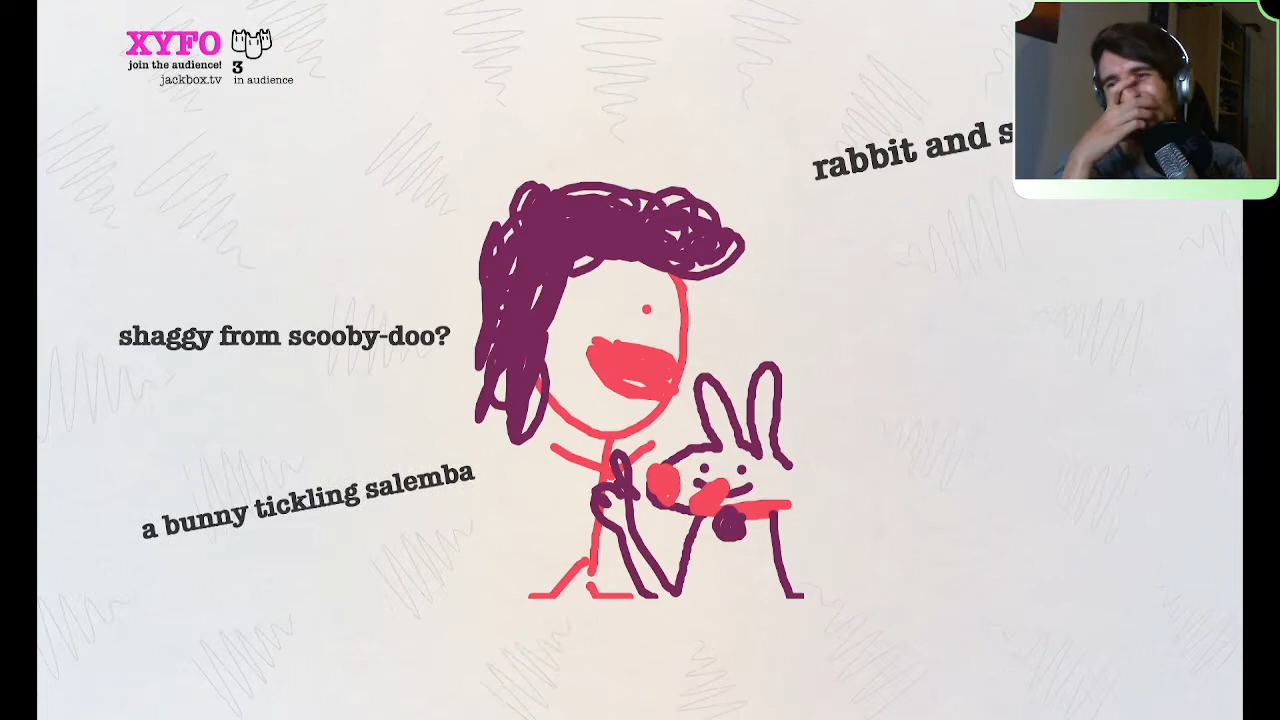 XYFO
join the audience!
jackbox.tv
3
in audience
rabbit and s
shaggy from scooby-doo?
a bunny tickling salemba